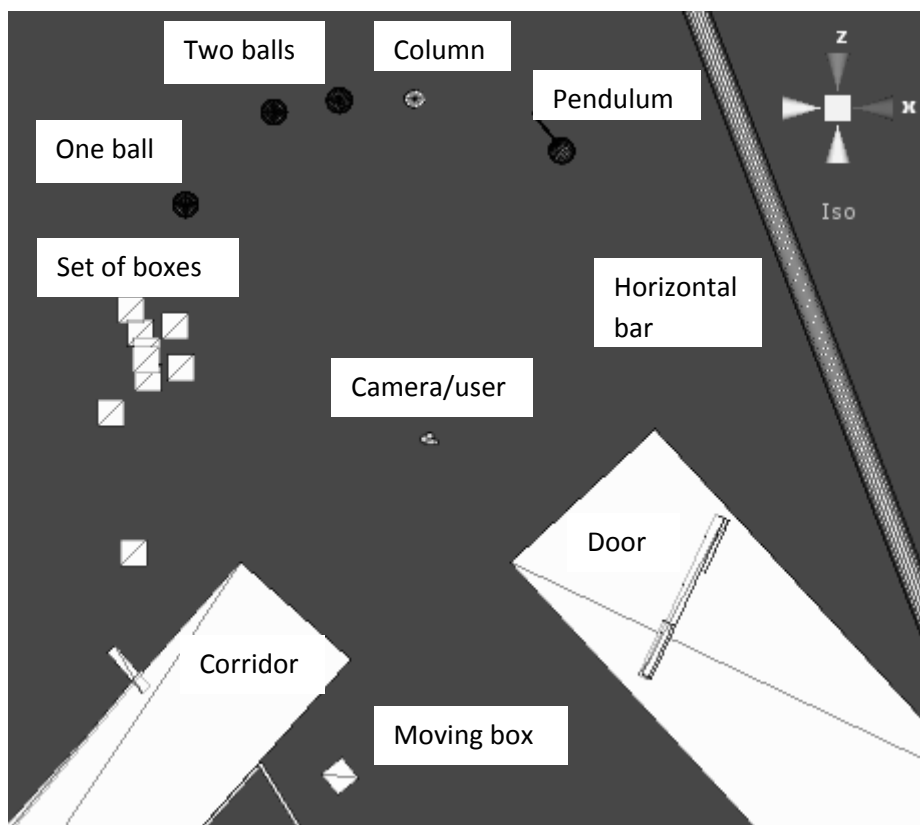 Two balls
Column
z
Pendulum
x
One ball
Iso
Set of boxes
Horizontal
bar
Camera/user
Door
Corridor
Moving box